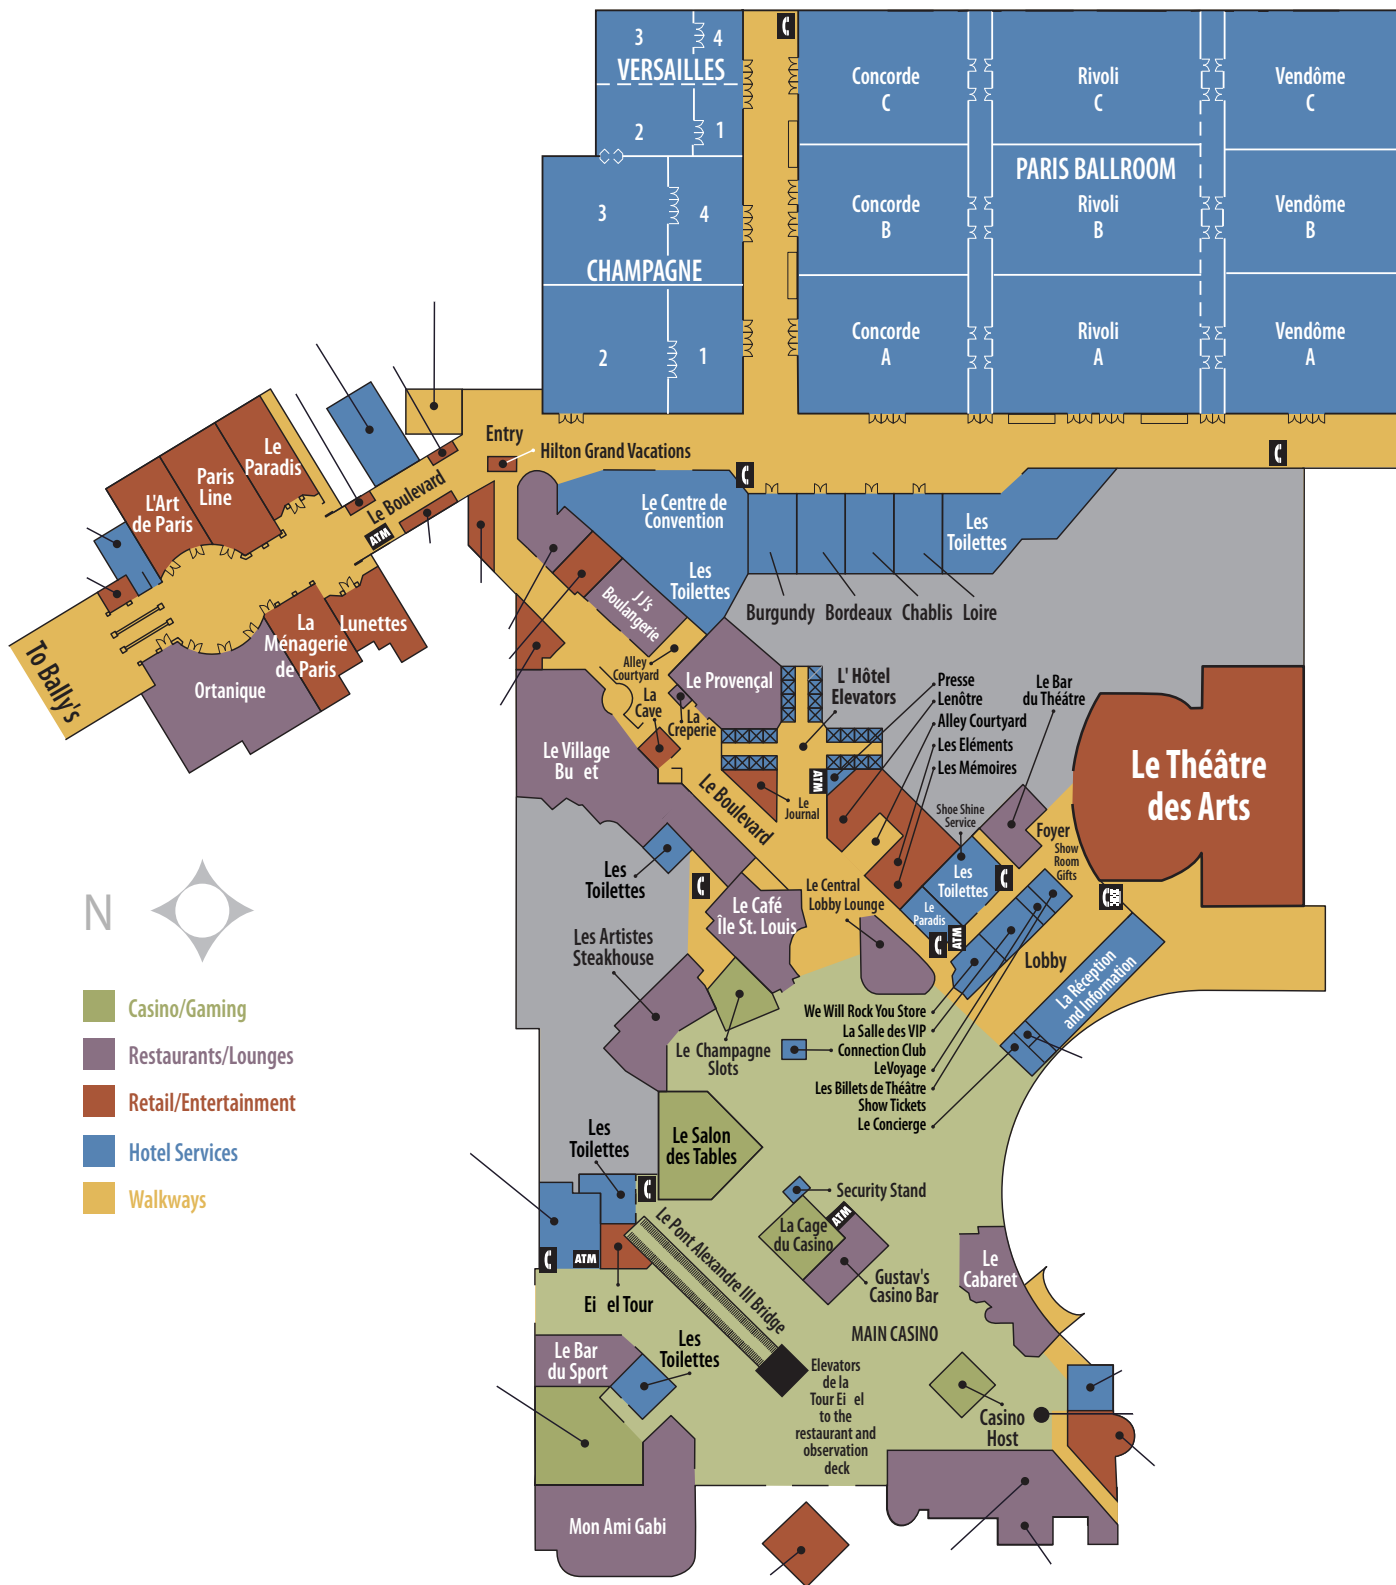 3
4
VERSAILLES
2
1
3
4
CHAMPAGNE
2
1
Concorde
C
Rivoli
C
Vendôme
C
PARIS BALLROOM
Concorde
B
Rivoli
B
Vendôme
B
Concorde
A
Rivoli
A
Vendôme
A
Entry
Hilton Grand Vacations
Le
Paradis
Paris
Line
L'Art
de Paris
Le Boulevard
ATM
Le Centre de
Convention
Les
Toilettes
Les
Toilettes
Burgundy
Bordeaux
Chablis
Loire
JJ's
Boulangerie
Lunettes
La
Ménagerie
de Paris
Ortanique
To Bally's
Alley
Courtyard
Le Provençal
La
Cave
La
Creperie
L' Hôtel
Elevators
Presse
Lenôtre
Alley Courtyard
Les Eléments
Les Mémoires
Le Bar
du Théâtre
Le Village
Bu et
Le Boulevard
Le
Journal
ATM
Shoe Shine
Service
Foyer
Show
Room
Gifts
Le Théâtre
des Arts
Les
Toilettes
Les
Toilettes
Le
Paradis
ATM
Le Central
Lobby Lounge
Le Café
Île St. Louis
Les Artistes
Steakhouse
Lobby
La Réception
and Information
N
Casino/Gaming
Restaurants/Lounges
Retail/Entertainment
Hotel Services
Walkways
Le Champagne
Slots
We Will Rock You Store
La Salle des VIP
Connection Club
LeVoyage
Les Billets de Théâtre
Show Tickets
Le Concierge
Les
Toilettes
Le Salon
des Tables
Security Stand
ATM
La Cage
du Casino
Gustav's
Casino Bar
Le
Cabaret
ATM
Le Pont Alexandre III Bridge
Ei el Tour
MAIN CASINO
Le Bar
du Sport
Les
Toilettes
Elevators
de la
Tour Ei el
to the
restaurant and
observation
deck
Casino
Host
Mon Ami Gabi